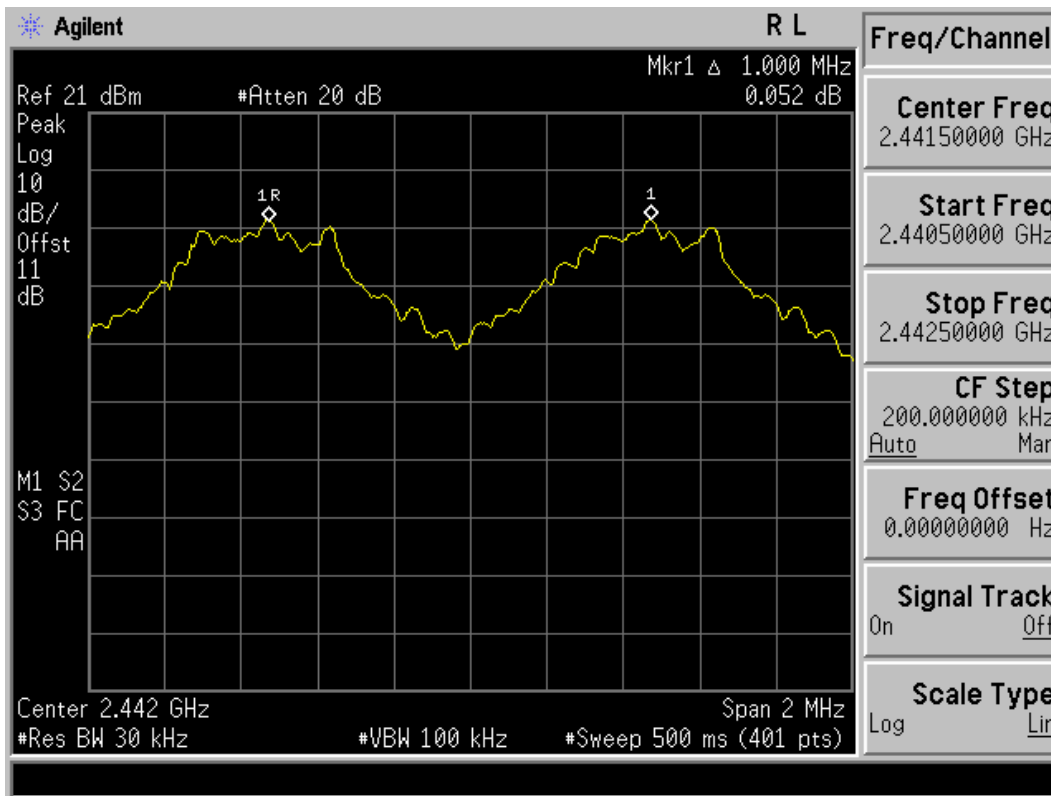 Agilent R L
Mkr1 Δ 1.000 MHz
Ref 21 dBm #Atten 20 dB 0.052 dB
Peak
Log
10
dB/
Offst
11
dB
1R
1
M1 S2
S3 FC
AA
Center 2.442 GHz Span 2 MHz
#Res BW 30 kHz #VBW 100 kHz #Sweep 500 ms (401 pts)
Freq/Channel
Center Freq
2.44150000 GHz
Start Freq
2.44050000 GHz
Stop Freq
2.44250000 GHz
CF Step
200.000000 kHz
Auto Man
Freq Offset
0.00000000 Hz
Signal Track
On Off
Scale Type
Log Lin